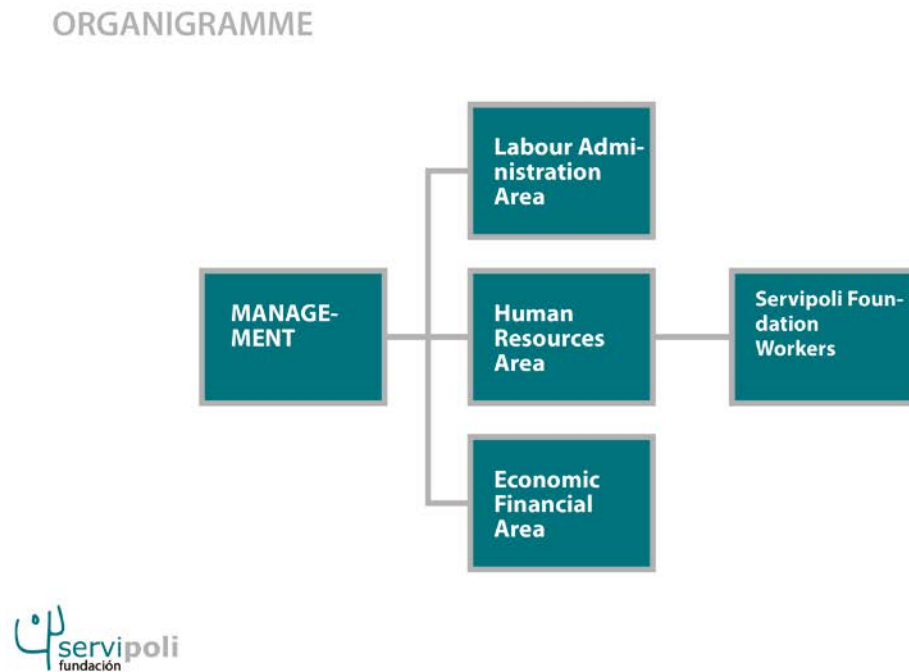 ORGANIGRAMME
Labour Admi-
nistration
Area
MANAGE-
MENT
Human
Resources
Area
Servipoli Foun-
dation
Workers
Economic
Financial
Area
servipoli
fundación